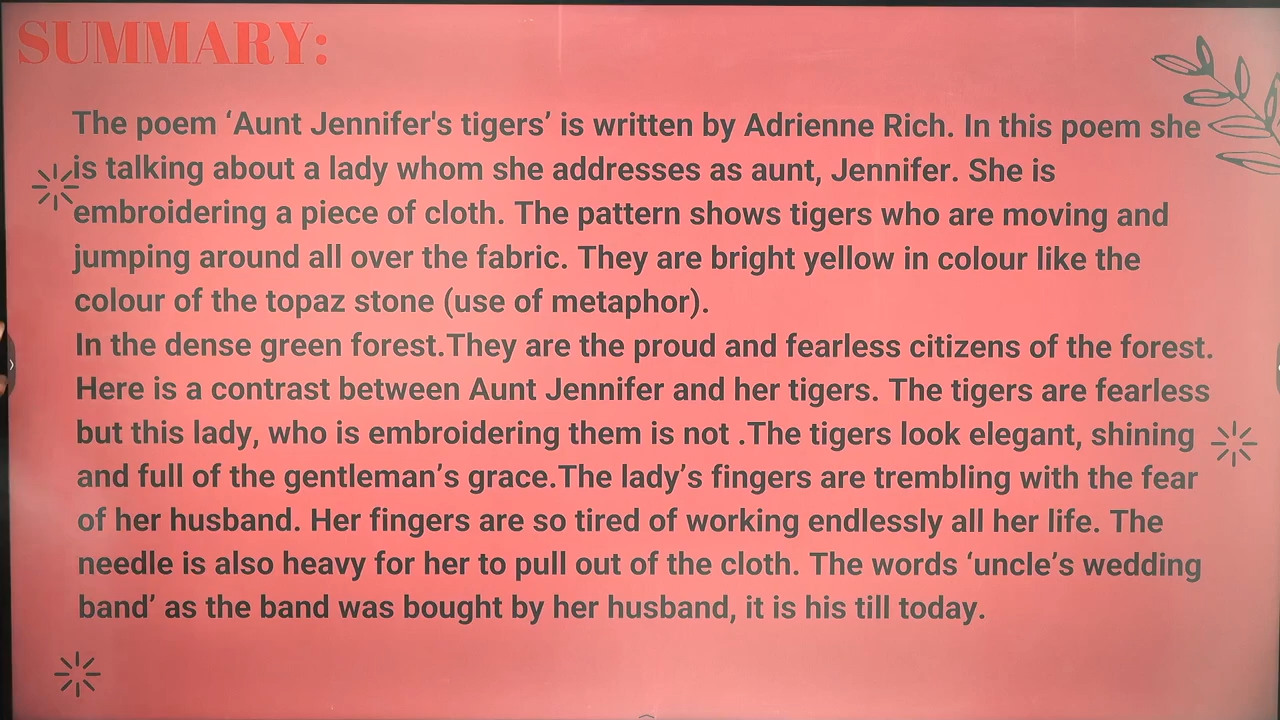 SUMMARY:
The poem ‘Aunt Jennifer's tigers’ is written by Adrienne Rich. In this poem she
is talking about a lady whom she addresses as aunt, Jennifer. She is
embroidering a piece of cloth. The pattern shows tigers who are moving and
jumping around all over the fabric. They are bright yellow in colour like the
colour of the topaz stone (use of metaphor).
In the dense green forest.They are the proud and fearless citizens of the forest.
Here is a contrast between Aunt Jennifer and her tigers. The tigers are fearless
but this lady, who is embroidering them is not .The tigers look elegant, shining
and full of the gentleman’s grace.The lady’s fingers are trembling with the fear
of her husband. Her fingers are so tired of working endlessly all her life. The
needle is also heavy for her to pull out of the cloth. The words ‘uncle’s wedding
band’ as the band was bought by her husband, it is his till today.